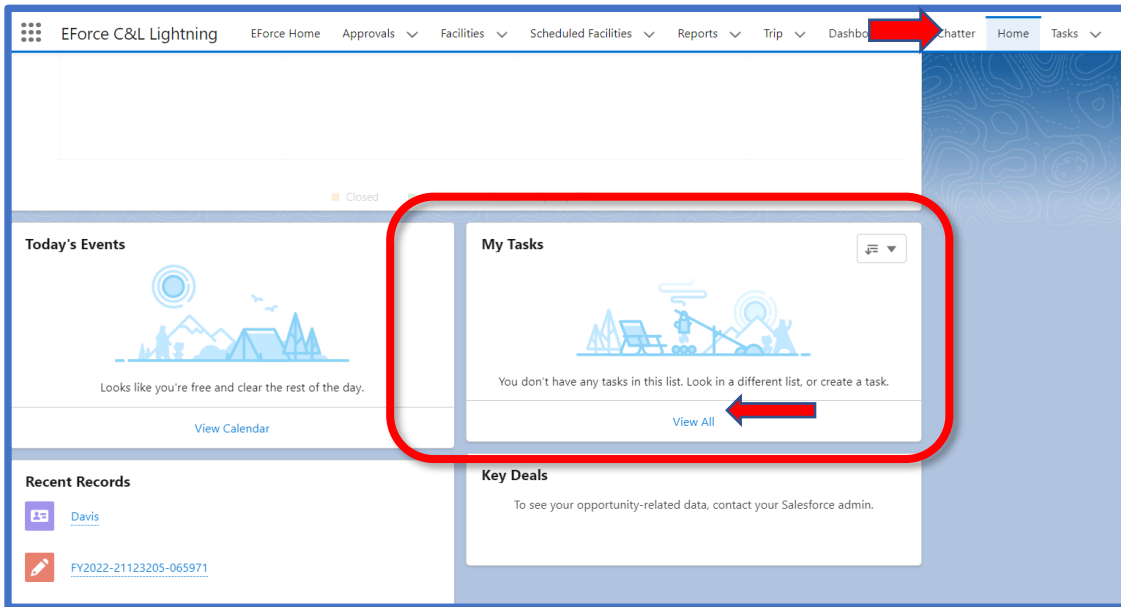 EForce C&L Lightning EForce Home Approvals Facilities Scheduled Facilities Reports Trip Chatter Home Tasks
Closed
Today's Events
Looks like you're free and clear the rest of the day.
View Calendar
My Tasks
You don't have any tasks in this list. Look in a different list, or create a task.
View All
Recent Records
Davis
FY2022-21123205-065971
Key Deals
To see your opportunity-related data, contact your Salesforce admin.